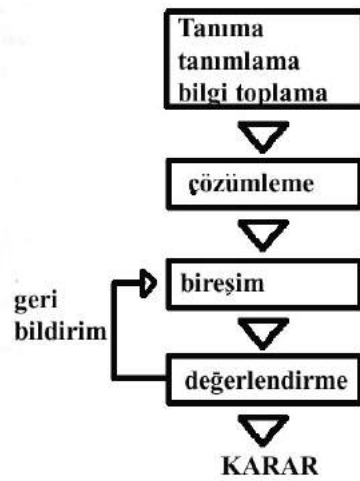 Tanıma
tanımlama
bilgi toplama
çözümleme
bireşim
geri
bildirim
değerlendirme
KARAR